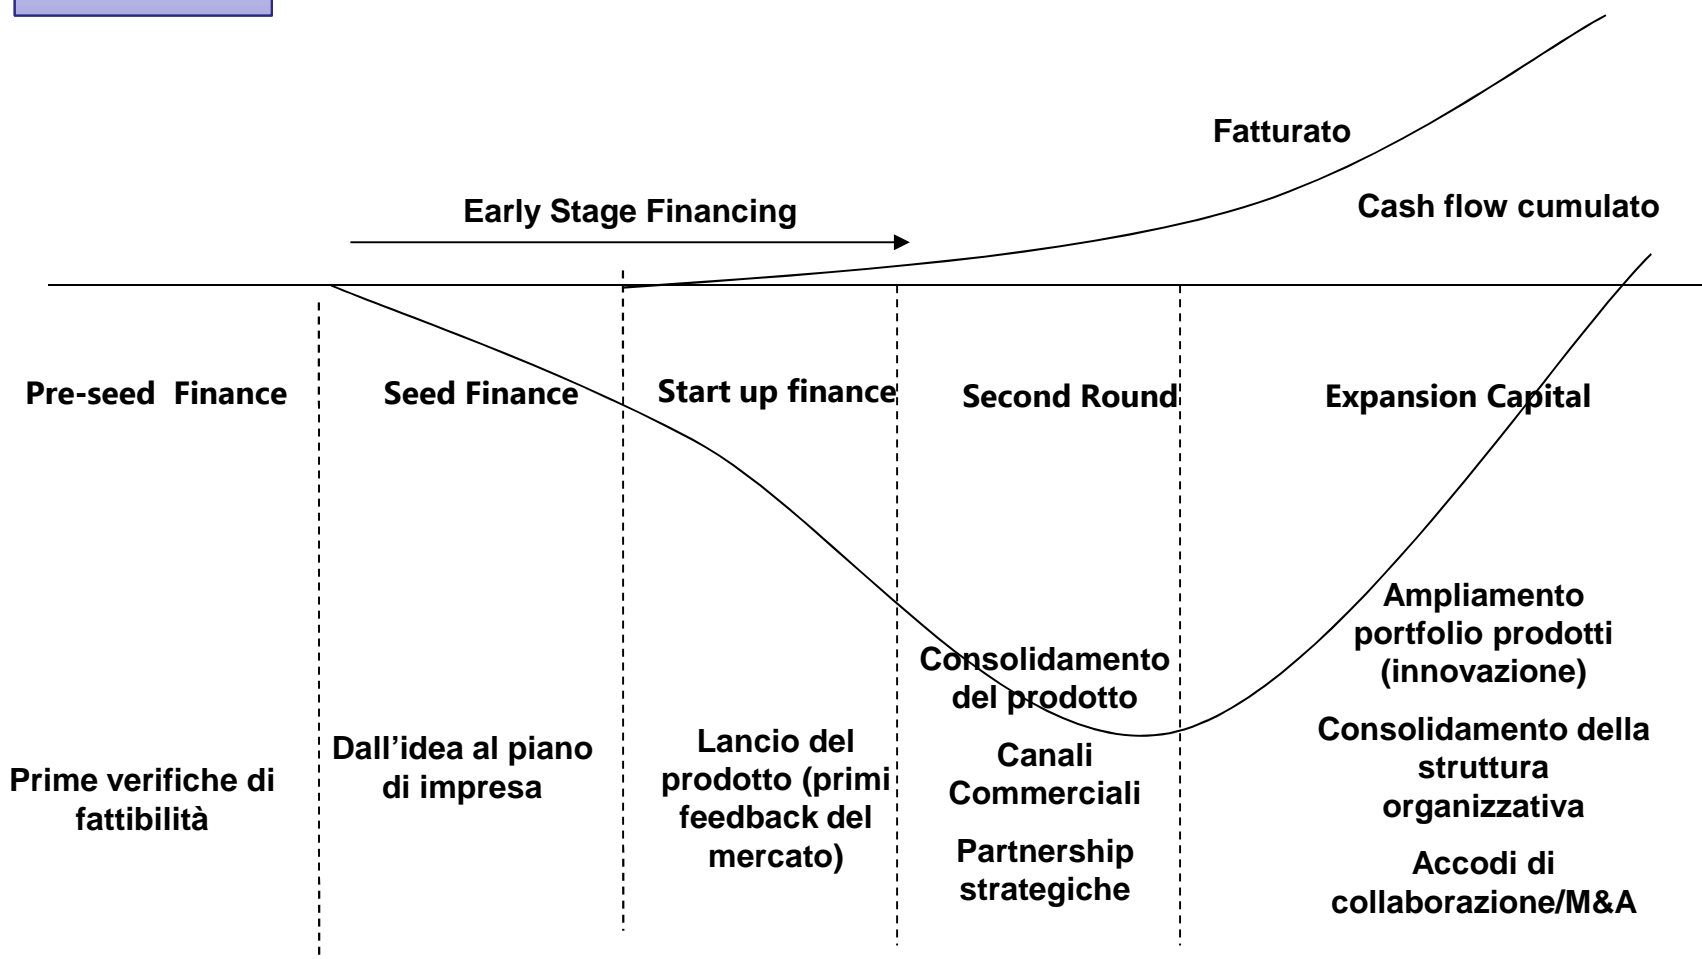 Fatturato
Cash flow cumulato
Early Stage Financing
Pre-seed  Finance
Seed Finance
Start up finance
Second Round
Expansion Capital
Prime verifiche di
fattibilità
Dall’idea al piano
di impresa
Lancio del
prodotto (primi
feedback del
mercato)
Consolidamento
del prodotto
Canali
Commerciali
Partnership
strategiche
Ampliamento
portfolio prodotti
(innovazione)
Consolidamento della
struttura
organizzativa
Accodi di
collaborazione/M&A